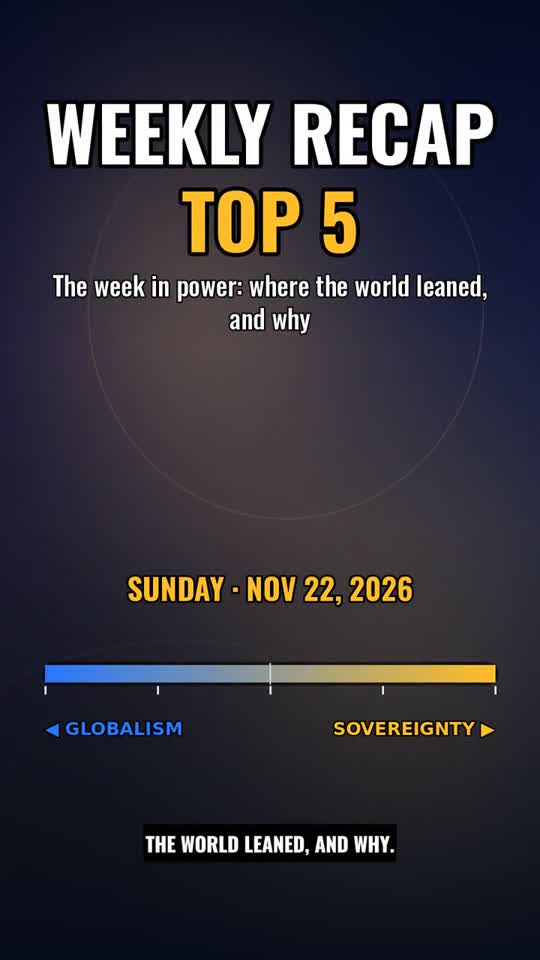 WEEKLY RECAP
TOP 5
The week in power: where the world leaned,
and why
SUNDAY · NOV 22, 2026
◀ GLOBALISM
SOVEREIGNTY ▶
THE WORLD LEANED, AND WHY.